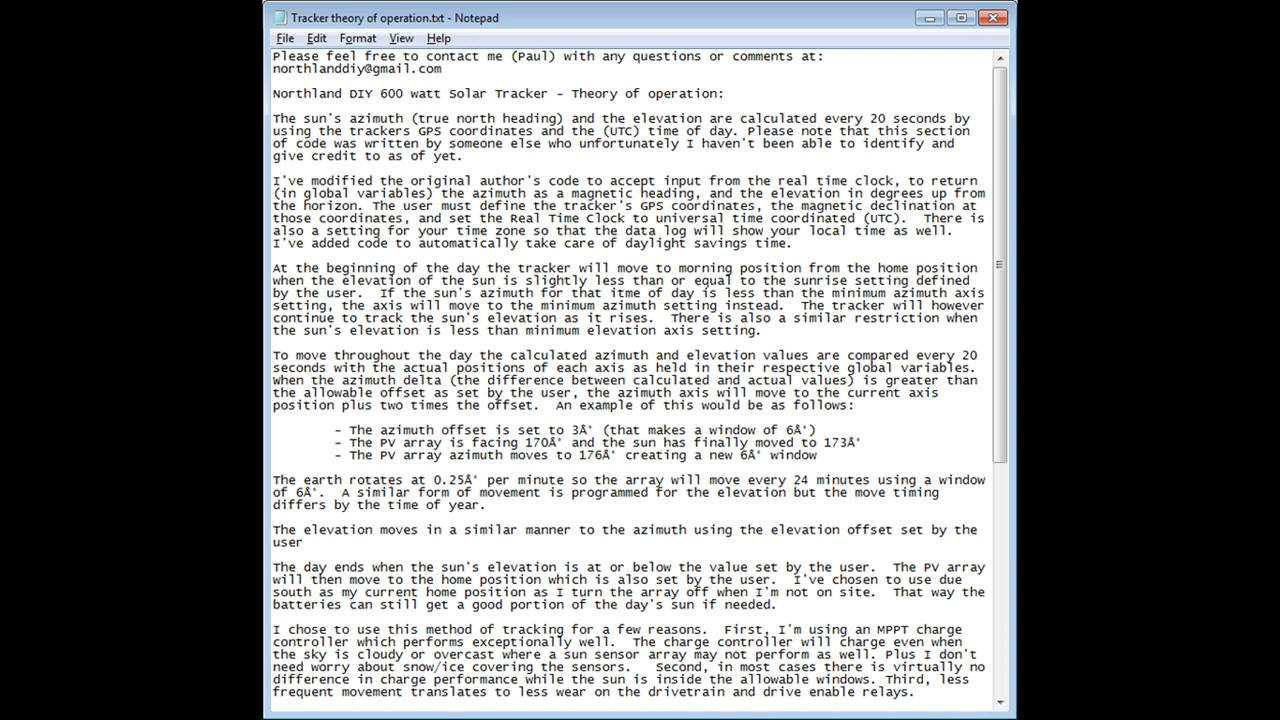 Tracker theory of operation.txt - Notepad
File Edit Format View Help
Please feel free to contact me (Paul) with any questions or comments at:
northlanddiy@gmail.com
Northland DIY 600 watt Solar Tracker - Theory of operation:
The sun's azimuth (true north heading) and the elevation are calculated every 20 seconds by
using the trackers GPS coordinates and the (UTC) time of day. Please note that this section
of code was written by someone else who unfortunately I haven't been able to identify and
give credit to as of yet.
I've modified the original author's code to accept input from the real time clock, to return
(in global variables) the azimuth as a magnetic heading, and the elevation in degrees up from
the horizon. The user must define the tracker's GPS coordinates, the magnetic declination at
those coordinates, and set the Real Time Clock to universal time coordinated (UTC).  There is
also a setting for your time zone so that the data log will show your local time as well.
I've added code to automatically take care of daylight savings time.
At the beginning of the day the tracker will move to morning position from the home position
when the elevation of the sun is slightly less than or equal to the sunrise setting defined
by the user.  If the sun's azimuth for that itme of day is less than the minimum azimuth axis
setting, the axis will move to the minimum azimuth setting instead.  The tracker will however
continue to track the sun's elevation as it rises.  There is also a similar restriction when
the sun's elevation is less than minimum elevation axis setting.
To move throughout the day the calculated azimuth and elevation values are compared every 20
seconds with the actual positions of each axis as held in their respective global variables.
When the azimuth delta (the difference between calculated and actual values) is greater than
the allowable offset as set by the user, the azimuth axis will move to the current axis
position plus two times the offset.  An example of this would be as follows:
- The azimuth offset is set to 3Â° (that makes a window of 6Â°)
- The PV array is facing 170Â° and the sun has finally moved to 173Â°
- The PV array azimuth moves to 176Â° creating a new 6Â° window
The earth rotates at 0.25Â° per minute so the array will move every 24 minutes using a window
of 6Â°.  A similar form of movement is programmed for the elevation but the move timing
differs by the time of year.
The elevation moves in a similar manner to the azimuth using the elevation offset set by the
user
The day ends when the sun's elevation is at or below the value set by the user.  The PV array
will then move to the home position which is also set by the user.  I've chosen to use due
south as my current home position as I turn the array off when I'm not on site.  That way the
batteries can still get a good portion of the day's sun if needed.
I chose to use this method of tracking for a few reasons.  First, I'm using an MPPT charge
controller which performs exceptionally well.  The charge controller will charge even when
the sky is cloudy or overcast where a sun sensor array may not perform as well. Plus I don't
need worry about snow/ice covering the sensors.   Second, in most cases there is virtually no
difference in charge performance while the sun is inside the allowable windows. Third, less
frequent movement translates to less wear on the drivetrain and drive enable relays.